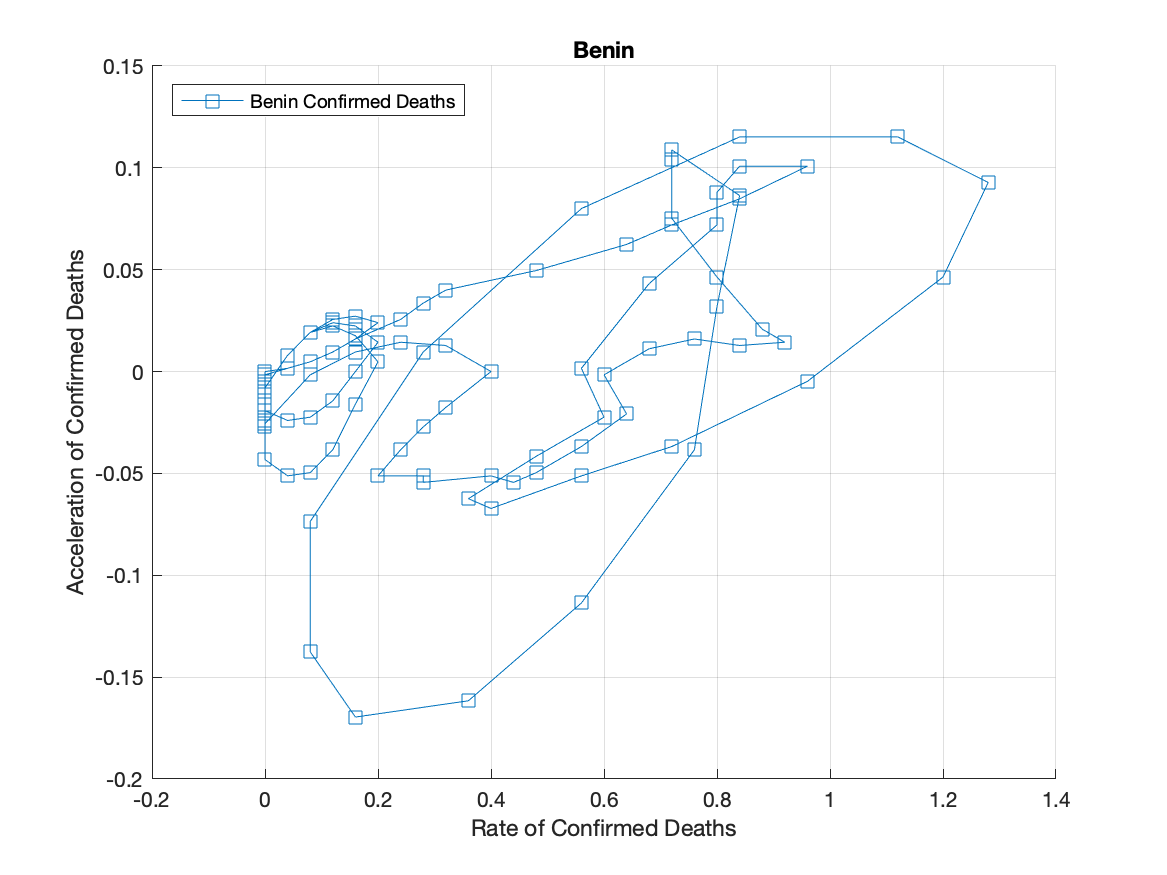 Benin
Benin Confirmed Deaths
0.15
0.1
0.05
0
-0.05
-0.1
-0.15
-0.2
Acceleration of Confirmed Deaths
-0.2 0 0.2 0.4 0.6 0.8 1 1.2 1.4
Rate of Confirmed Deaths